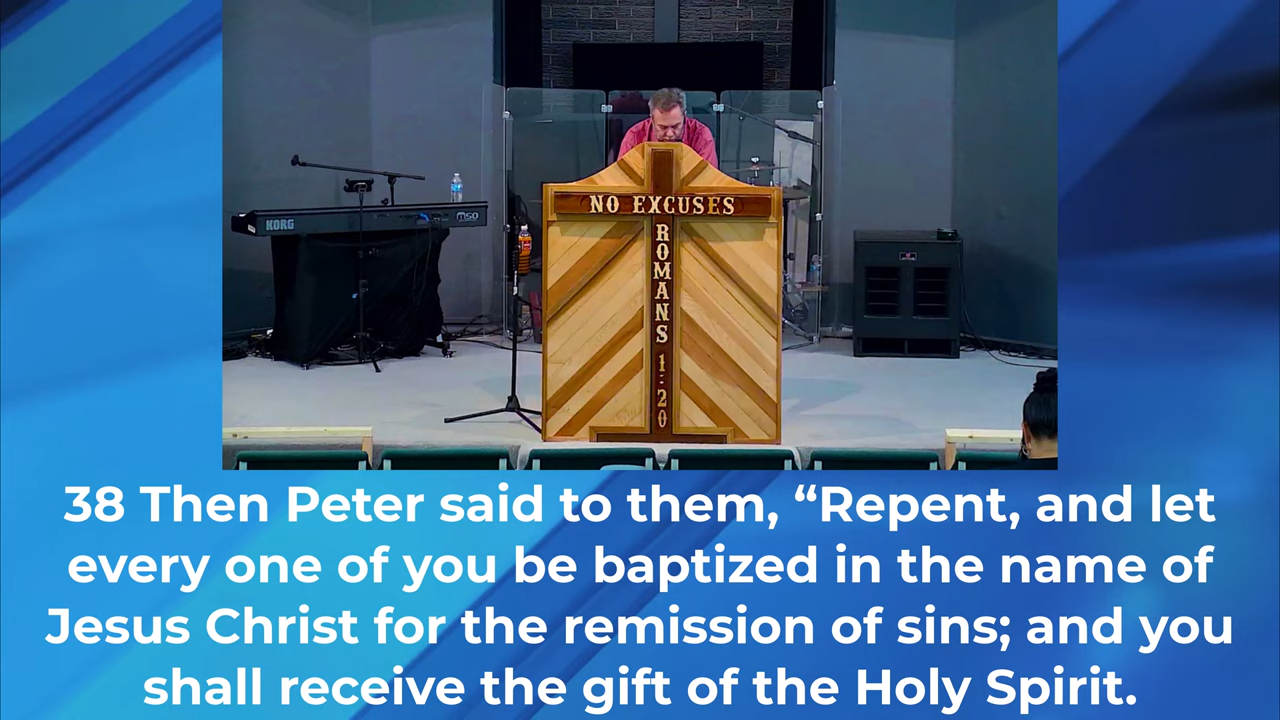 KORG
M50
NO EXCUSES
ROMANS 1:20
38 Then Peter said to them, “Repent, and let
every one of you be baptized in the name of
Jesus Christ for the remission of sins; and you
shall receive the gift of the Holy Spirit.